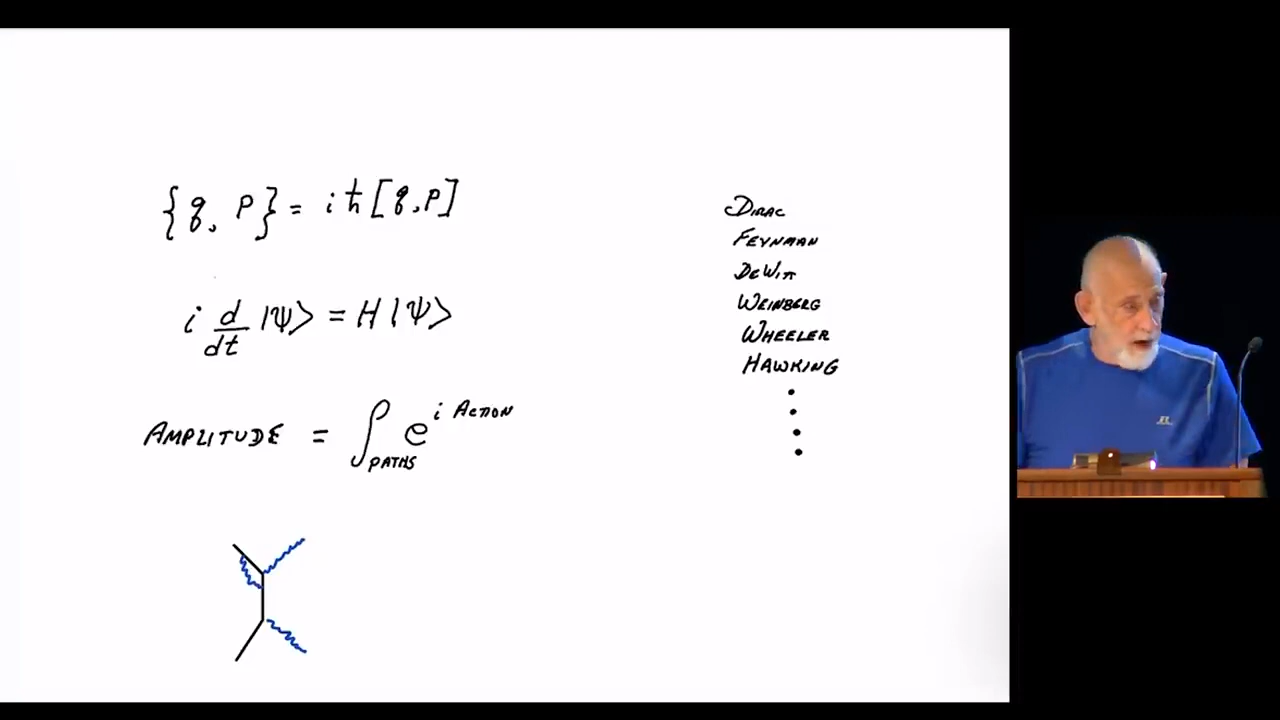 {q, P} = iħ[q,P]
i d/dt |Ψ⟩ = H|Ψ⟩
AMPLITUDE = ∫PATHS e^i ACTION
DIRAC
FEYNMAN
DEWITT
WEINBERG
WHEELER
HAWKING